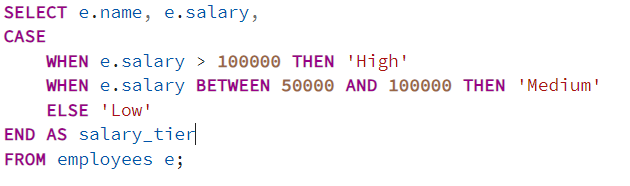 SELECT e.name, e.salary,
CASE
    WHEN e.salary > 100000 THEN 'High'
    WHEN e.salary BETWEEN 50000 AND 100000 THEN 'Medium'
    ELSE 'Low'
END AS salary_tier
FROM employees e;